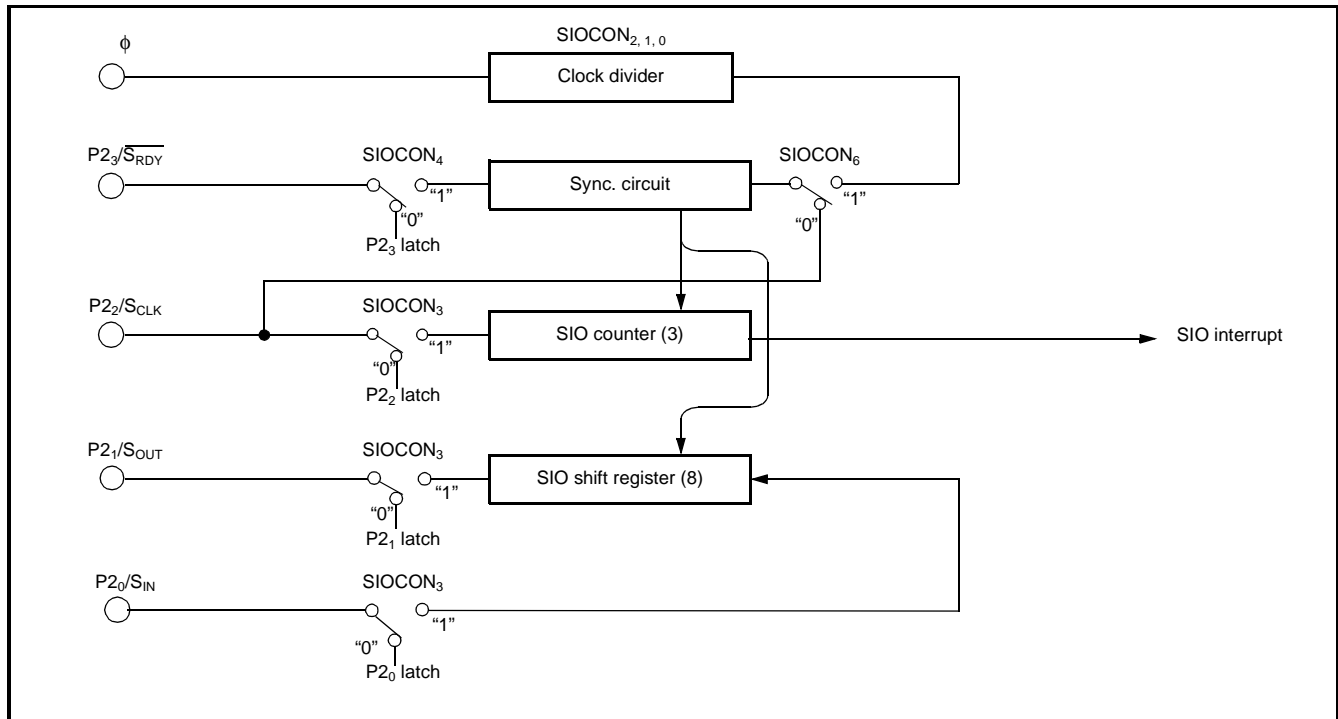 SIOCON2, 1, 0
ϕ
Clock divider
P23/SRDY
SIOCON4
SIOCON6
Sync. circuit
“1”
“1”
“0”
“0”
P23 latch
P22/SCLK
SIOCON3
SIO counter (3)
SIO interrupt
“1”
“0”
P22 latch
P21/SOUT
SIOCON3
SIO shift register (8)
“1”
“0”
P21 latch
P20/SIN
SIOCON3
“1”
“0”
P20 latch